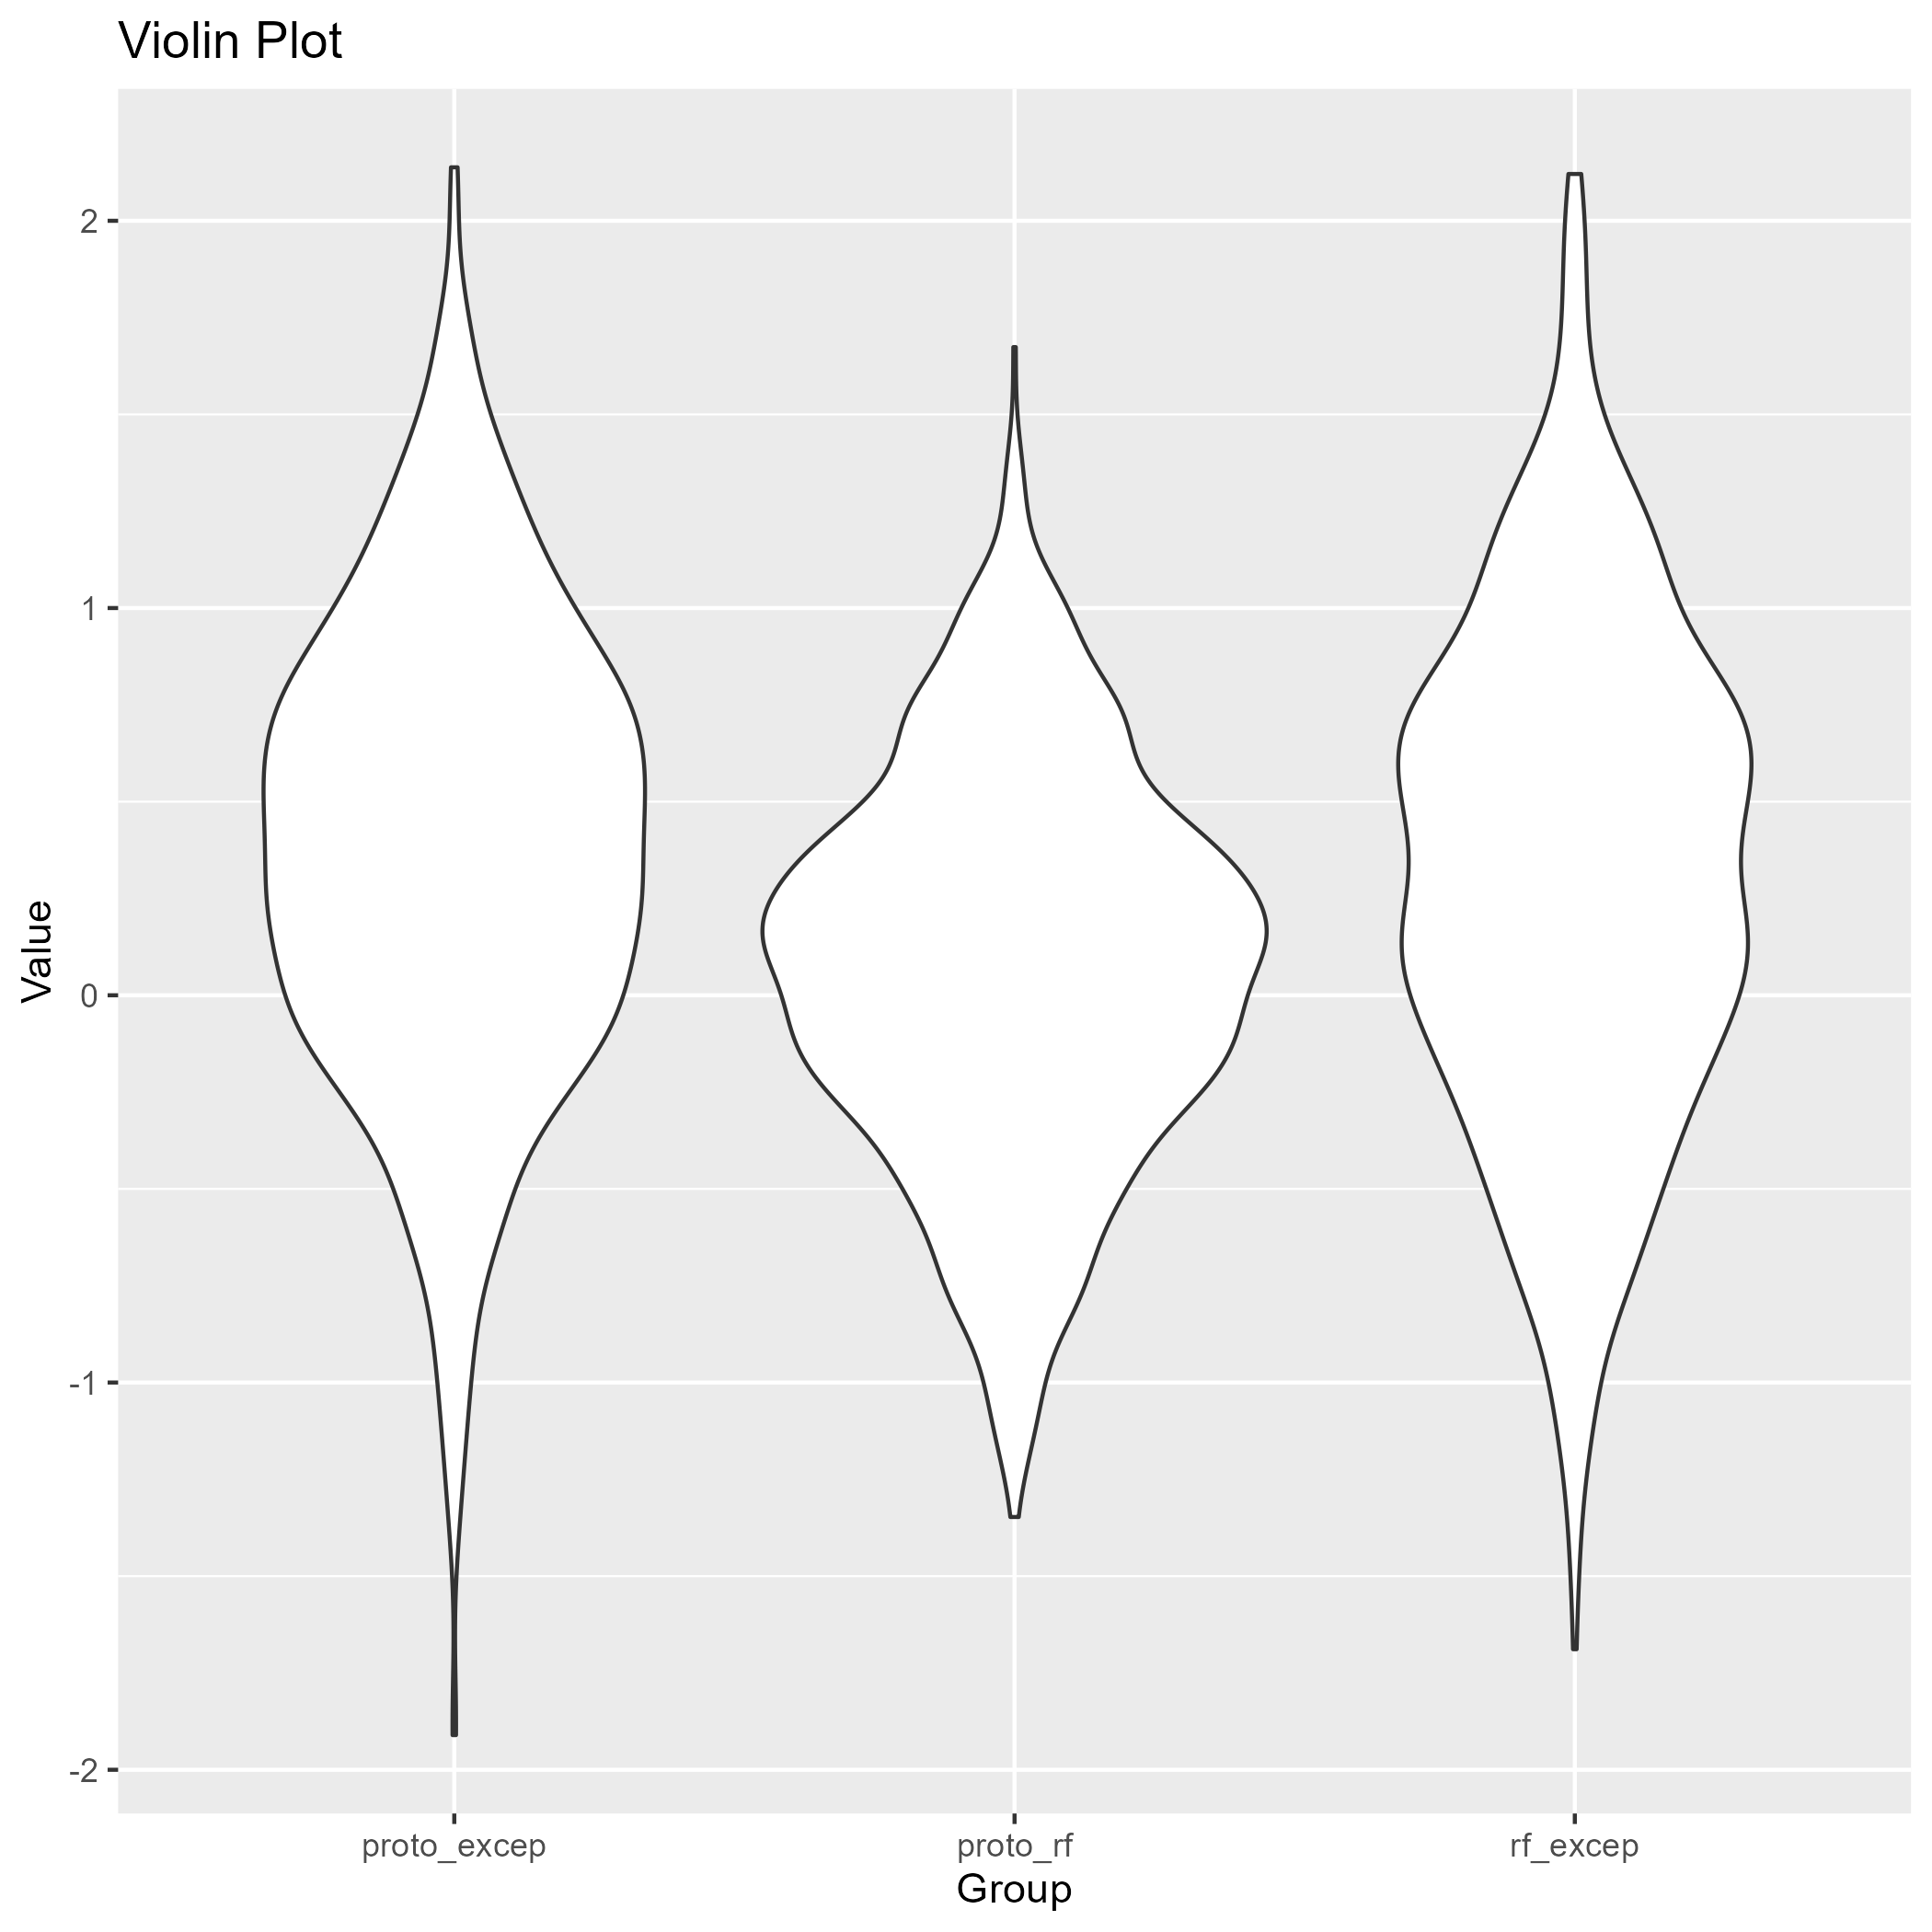 Violin Plot
Value
2
1
0
-1
-2
proto_excep
proto_rf
rf_excep
Group